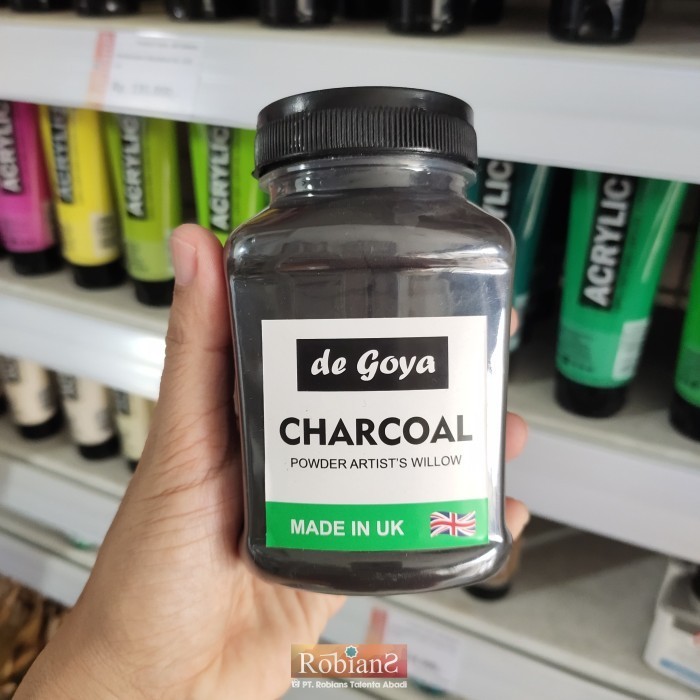 ACRYLIC
ACRYLIC
ACRYLIC
ACRYLIC
ACRYLIC
de Goya
CHARCOAL
POWDER ARTIST'S WILLOW
MADE IN UK
RobianS
PT. Robians Talenta Abadi